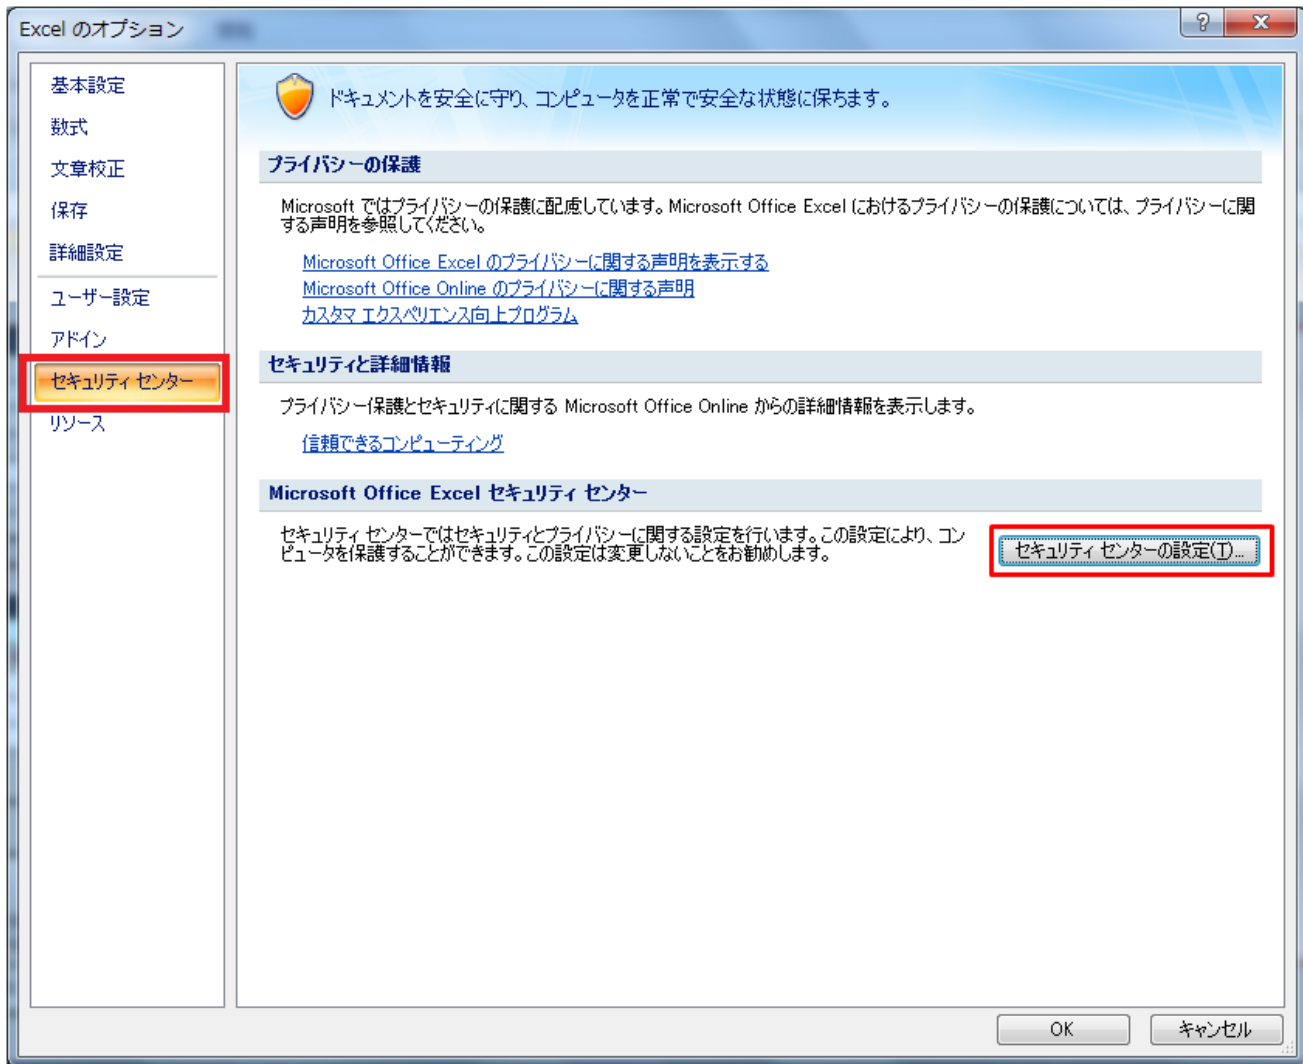 Excel のオプション
基本設定
数式
文章校正
保存
詳細設定
ユーザー設定
アドイン
セキュリティ センター
リソース
ドキュメントを安全に守り、コンピュータを正常で安全な状態に保ちます。
プライバシーの保護
Microsoft ではプライバシーの保護に配慮しています。Microsoft Office Excel におけるプライバシーの保護については、プライバシーに関
する声明を参照してください。
Microsoft Office Excel のプライバシーに関する声明を表示する
Microsoft Office Online のプライバシーに関する声明
カスタマ エクスペリエンス向上プログラム
セキュリティと詳細情報
プライバシー保護とセキュリティに関する Microsoft Office Online からの詳細情報を表示します。
信頼できるコンピューティング
Microsoft Office Excel セキュリティ センター
セキュリティ センターではセキュリティとプライバシーに関する設定を行います。この設定により、コン
ピュータを保護することができます。この設定は変更しないことをお勧めします。
セキュリティ センターの設定(T)...
OK
キャンセル